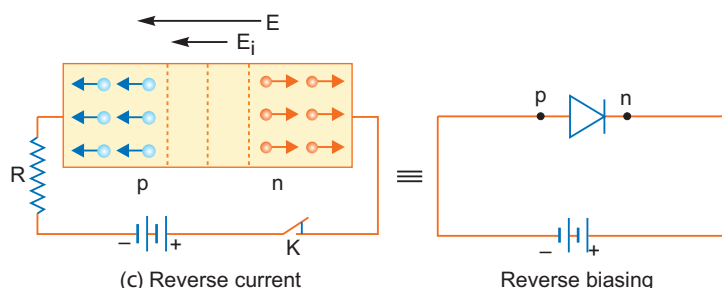 E
Ei
p n
R
p n
– + K
– +
(c) Reverse current
Reverse biasing